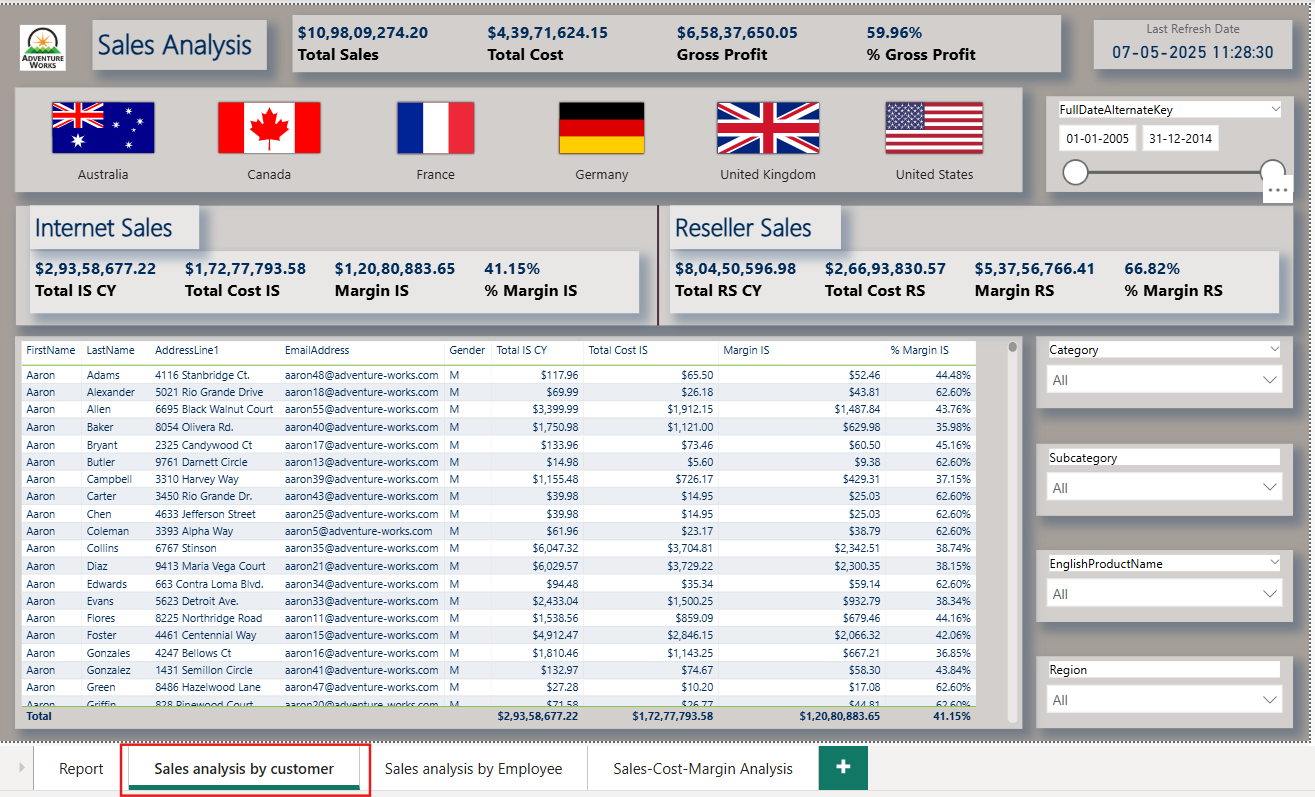 ADVENTURE
WORKS
Sales Analysis
$10,98,09,274.20 $4,39,71,624.15 $6,58,37,650.05 59.96%
Total Sales Total Cost Gross Profit % Gross Profit
Last Refresh Date
07-05-2025 11:28:30
Australia Canada France Germany United Kingdom United States
FullDateAlternateKey
01-01-2005 31-12-2014
Internet Sales
$2,93,58,677.22 $1,72,77,793.58 $1,20,80,883.65 41.15%
Total IS CY Total Cost IS Margin IS % Margin IS
Reseller Sales
$8,04,50,596.98 $2,66,93,830.57 $5,37,56,766.41 66.82%
Total RS CY Total Cost RS Margin RS % Margin RS
FirstName LastName AddressLine1 EmailAddress Gender Total IS CY Total Cost IS Margin IS % Margin IS
Aaron Adams 4116 Stanbridge Ct. aaron48@adventure-works.com M $117.96 $65.50 $52.46 44.48%
Aaron Alexander 5021 Rio Grande Drive aaron18@adventure-works.com M $69.99 $26.18 $43.81 62.60%
Aaron Allen 6695 Black Walnut Court aaron55@adventure-works.com M $3,399.99 $1,912.15 $1,487.84 43.76%
Aaron Baker 8054 Olivera Rd. aaron40@adventure-works.com M $1,750.98 $1,121.00 $629.98 35.98%
Aaron Bryant 2325 Candywood Ct aaron17@adventure-works.com M $133.96 $73.46 $60.50 45.16%
Aaron Butler 9761 Darnett Circle aaron13@adventure-works.com M $14.98 $5.60 $9.38 62.60%
Aaron Campbell 3310 Harvey Way aaron39@adventure-works.com M $1,155.48 $726.17 $429.31 37.15%
Aaron Carter 3450 Rio Grande Dr. aaron43@adventure-works.com M $39.98 $14.95 $25.03 62.60%
Aaron Chen 4633 Jefferson Street aaron25@adventure-works.com M $39.98 $14.95 $25.03 62.60%
Aaron Coleman 3393 Alpha Way aaron5@adventure-works.com M $61.96 $23.17 $38.79 62.60%
Aaron Collins 6767 Stinson aaron35@adventure-works.com M $6,047.32 $3,704.81 $2,342.51 38.74%
Aaron Diaz 9413 Maria Vega Court aaron21@adventure-works.com M $6,029.57 $3,729.22 $2,300.35 38.15%
Aaron Edwards 663 Contra Loma Blvd. aaron34@adventure-works.com M $94.48 $35.34 $59.14 62.60%
Aaron Evans 5623 Detroit Ave. aaron33@adventure-works.com M $2,433.04 $1,500.25 $932.79 38.34%
Aaron Flores 8225 Northridge Road aaron11@adventure-works.com M $1,538.56 $859.09 $679.46 44.16%
Aaron Foster 4461 Centennial Way aaron15@adventure-works.com M $4,912.47 $2,846.15 $2,066.32 42.06%
Aaron Gonzales 4247 Bellows Ct aaron16@adventure-works.com M $1,810.46 $1,143.25 $667.21 36.85%
Aaron Gonzalez 1431 Semillon Circle aaron41@adventure-works.com M $132.97 $74.67 $58.30 43.84%
Aaron Green 8486 Hazelwood Lane aaron47@adventure-works.com M $27.28 $10.20 $17.08 62.60%
Aaron Griffin 828 Pinewood Court aaron20@adventure-works.com M $71.58 $26.77 $44.81 62.60%
Total $2,93,58,677.22 $1,72,77,793.58 $1,20,80,883.65 41.15%
Category
All
Subcategory
All
EnglishProductName
All
Region
All
Report Sales analysis by customer Sales analysis by Employee Sales-Cost-Margin Analysis +